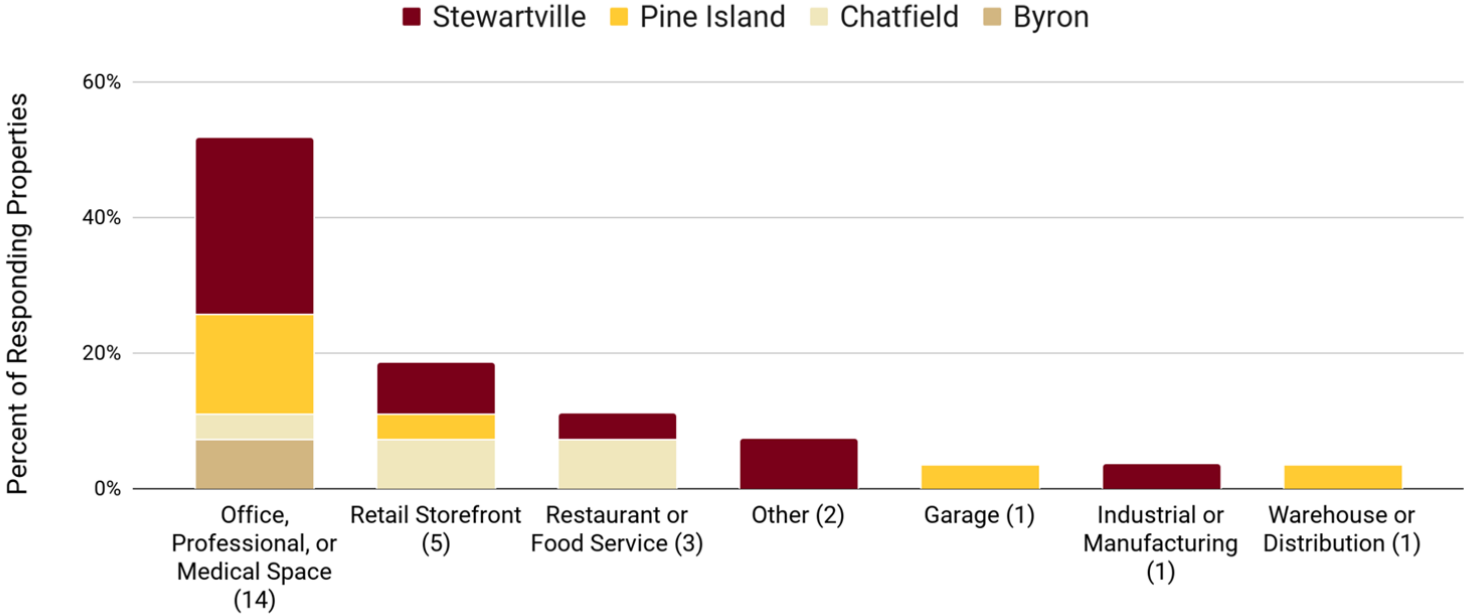 Stewartville Pine Island Chatfield Byron
Percent of Responding Properties
60%
40%
20%
0%
Office,
Professional, or
Medical Space
(14)
Retail Storefront
(5)
Restaurant or
Food Service (3)
Other (2)
Garage (1)
Industrial or
Manufacturing
(1)
Warehouse or
Distribution (1)